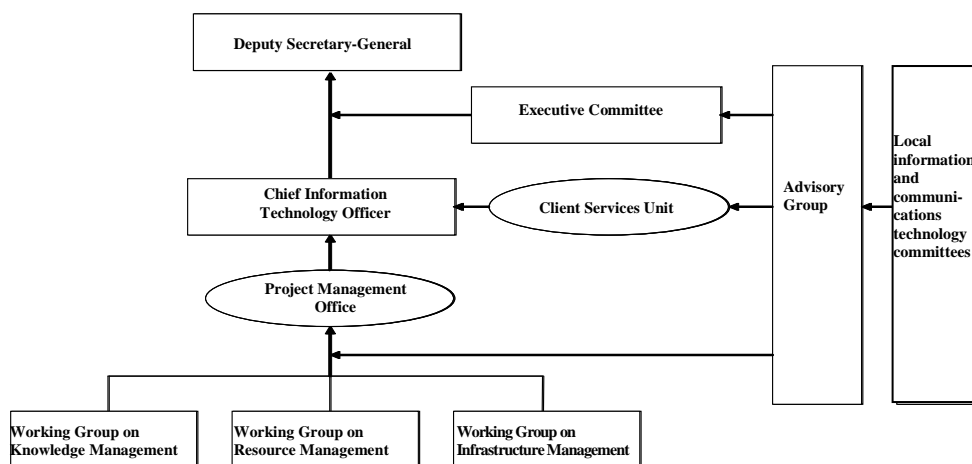 Deputy Secretary-General
Executive Committee
Local
information
and
communi-
cations
technology
committees
Chief Information
Technology Officer
Client Services Unit
Advisory
Group
Project Management
Office
Working Group on
Knowledge Management
Working Group on
Resource Management
Working Group on
Infrastructure Management